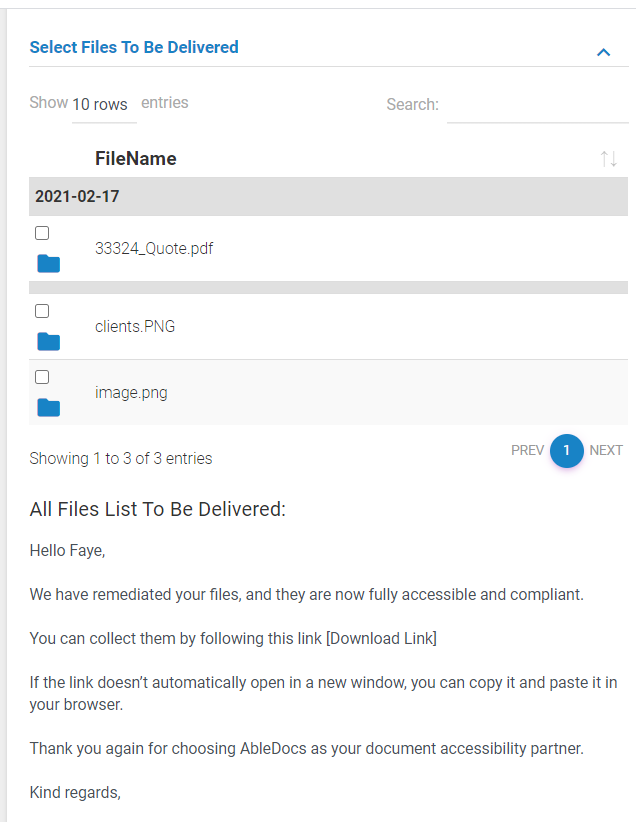 Select Files To Be Delivered
Show 10 rows entries Search:
FileName
2021-02-17
33324_Quote.pdf
clients.PNG
image.png
Showing 1 to 3 of 3 entries PREV 1 NEXT
All Files List To Be Delivered:
Hello Faye,
We have remediated your files, and they are now fully accessible and compliant.
You can collect them by following this link [Download Link]
If the link doesn’t automatically open in a new window, you can copy it and paste it in
your browser.
Thank you again for choosing AbleDocs as your document accessibility partner.
Kind regards,